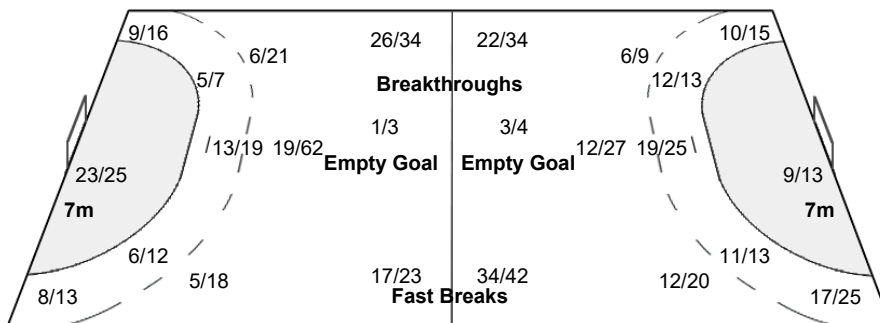 9/16 26/34 22/34 10/15
6/21 6/9
5/7 Breakthroughs 12/13
1/3 3/4
13/19 19/62 12/27 19/25
Empty Goal Empty Goal
23/25 9/13
7m 7m
6/12 11/13
5/18 17/23 34/42 12/20
8/13 Fast Breaks 17/25